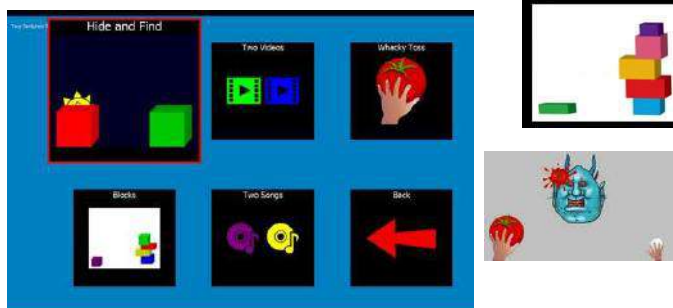 Hide and Find
Two Videos
Whacky Toss
Blocks
Two Songs
Back